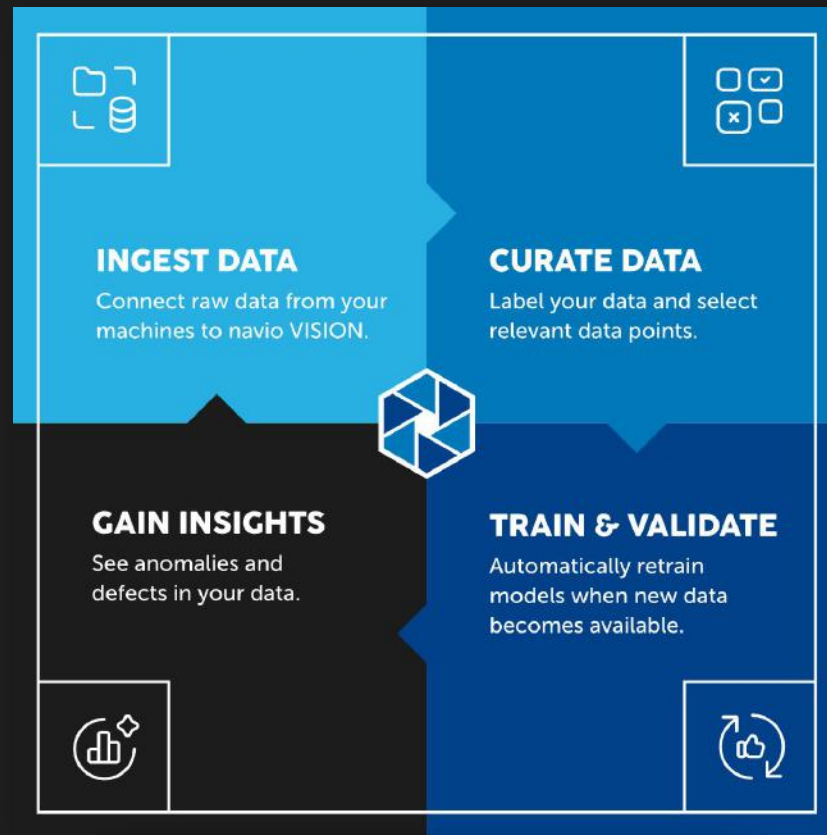 INGEST DATA
Connect raw data from your
machines to navio VISION.
CURATE DATA
Label your data and select
relevant data points.
GAIN INSIGHTS
See anomalies and
defects in your data.
TRAIN & VALIDATE
Automatically retrain
models when new data
becomes available.